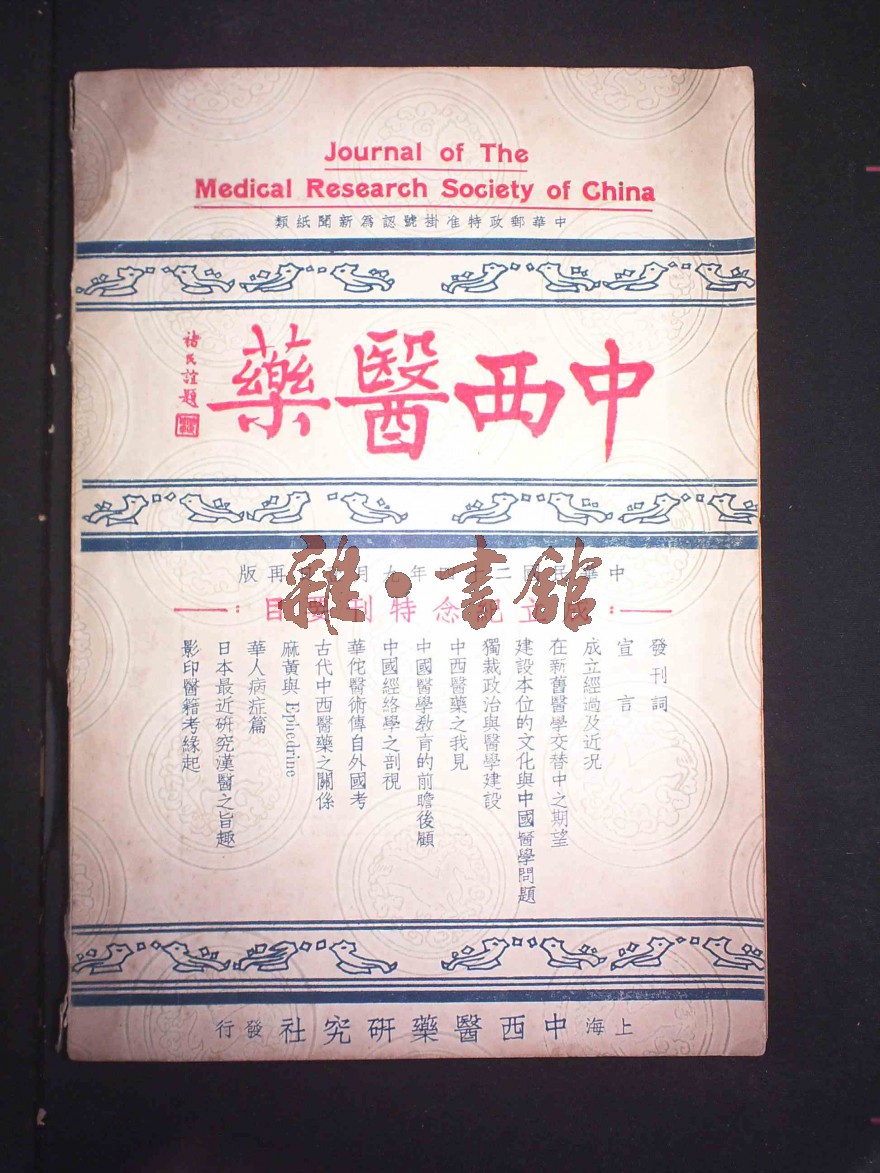 Journal of The
Medical Research Society of China
中華郵政特准掛號認爲新聞紙類
中西醫藥
褚民誼題
中華民國二 四年九月 再版
雜·書館
成立紀念特刊要目
發刊詞
宣言
成立經過及近況
在新舊醫學交替中之期望
建設本位的文化與中國醫學問題
獨裁政治與醫學建設
中西醫藥之我見
中國醫學教育的前瞻後顧
中國經絡學之剖視
華佗醫術傳自外國考
古代中西醫藥之關係
麻黃與 Ephedrine
華人病症篇
日本最近研究漢醫之旨趣
影印醫籍考緣起
上海中西醫藥研究社發行